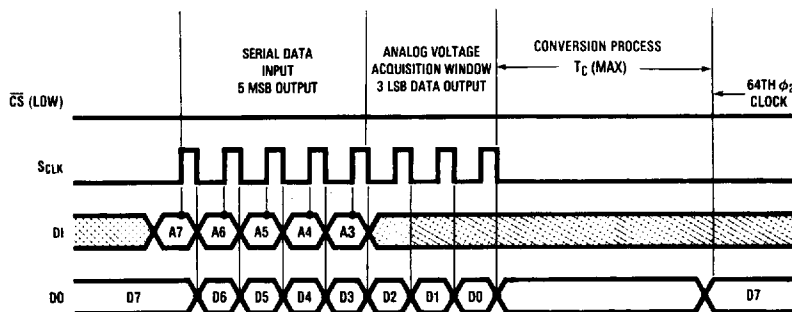 SERIAL DATA
INPUT
5 MSB OUTPUT
ANALOG VOLTAGE
ACQUISITION WINDOW
3 LSB DATA OUTPUT
CONVERSION PROCESS
TC (MAX)
64TH ϕ2
CLOCK
CS (LOW)
SCLK
DI
A7 A6 A5 A4 A3
DO
D7 D6 D5 D4 D3 D2 D1 D0 D7